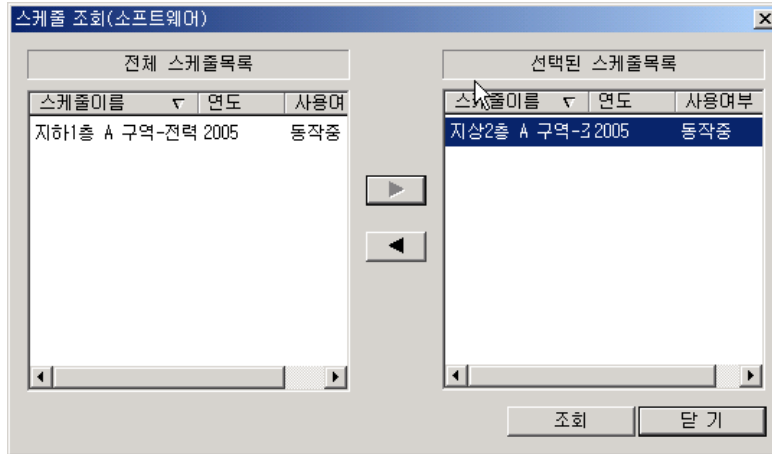 스케줄 조회(소프트웨어)
전체 스케줄목록
선택된 스케줄목록
스케줄이름 연도 사용여
스케줄이름 연도 사용여부
지하1층 A 구역-전력 2005 동작중
지상2층 A 구역- 2005 동작중
조회
닫 기